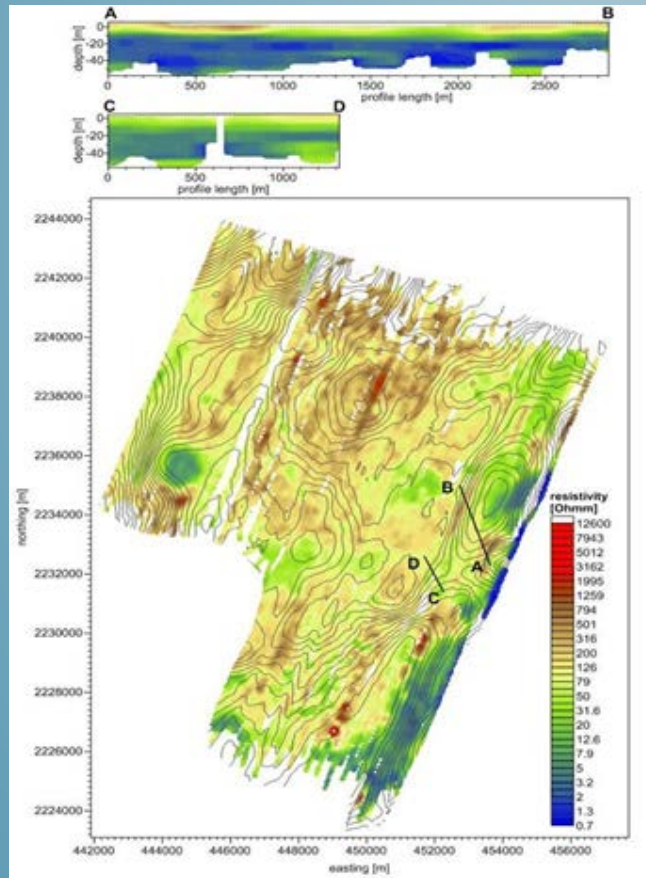 A B
depth [m]
0
-20
-40
0 500 1000 1500 2000 2500
profile length [m]
C D
depth [m]
0
-20
-40
0 500 1000
profile length [m]
2244000
2242000
2240000
2238000
2236000
2234000
2232000
2230000
2228000
2226000
2224000
northing [m]
B
A
D
C
resistivity
[Ohmm]
12600
7943
5012
3162
1995
1259
794
501
316
200
126
79
50
31.6
20
12.6
7.9
5
3.2
2
1.3
0.7
442000 444000 446000 448000 450000 452000 454000 456000
easting [m]